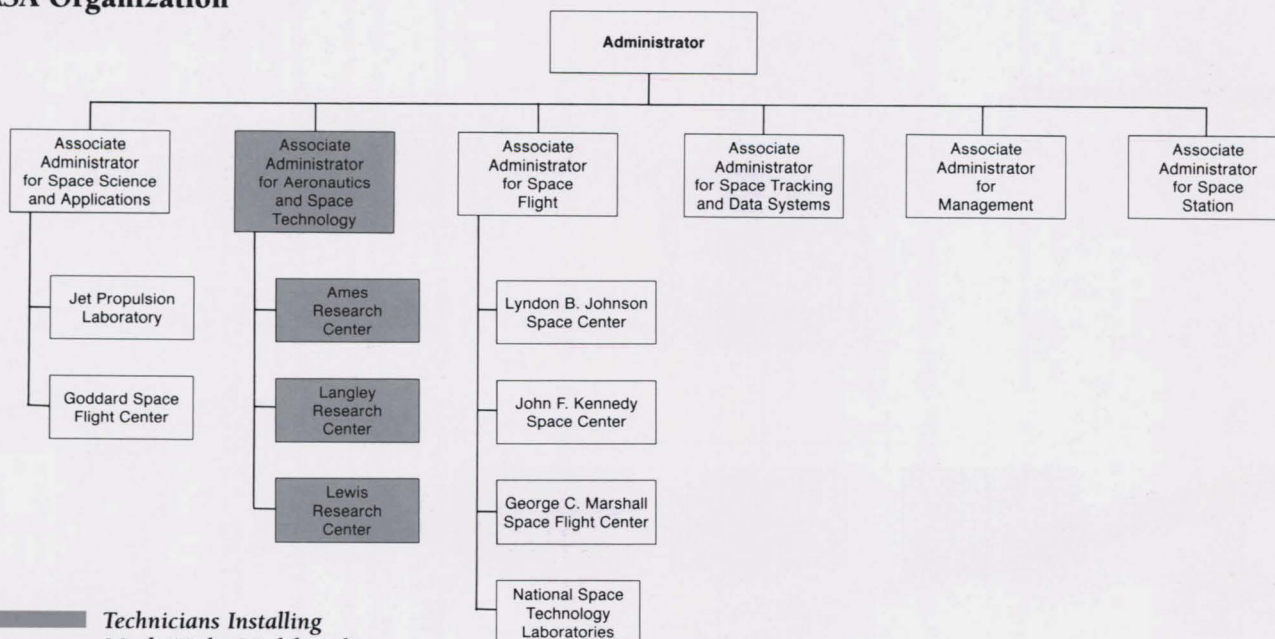 Organization
Administrator
Associate
Administrator
for Space Science
and Applications
Jet Propulsion
Laboratory
Goddard Space
Flight Center
Associate
Administrator
for Aeronautics
and Space
Technology
Ames
Research
Center
Langley
Research
Center
Lewis
Research
Center
Associate
Administrator
for Space
Flight
Lyndon B. Johnson
Space Center
John F. Kennedy
Space Center
George C. Marshall
Space Flight Center
National Space
Technology
Laboratories
Associate
Administrator
for Space Tracking
and Data Systems
Associate
Administrator
for
Management
Associate
Administrator
for Space
Station
Technicians Installing